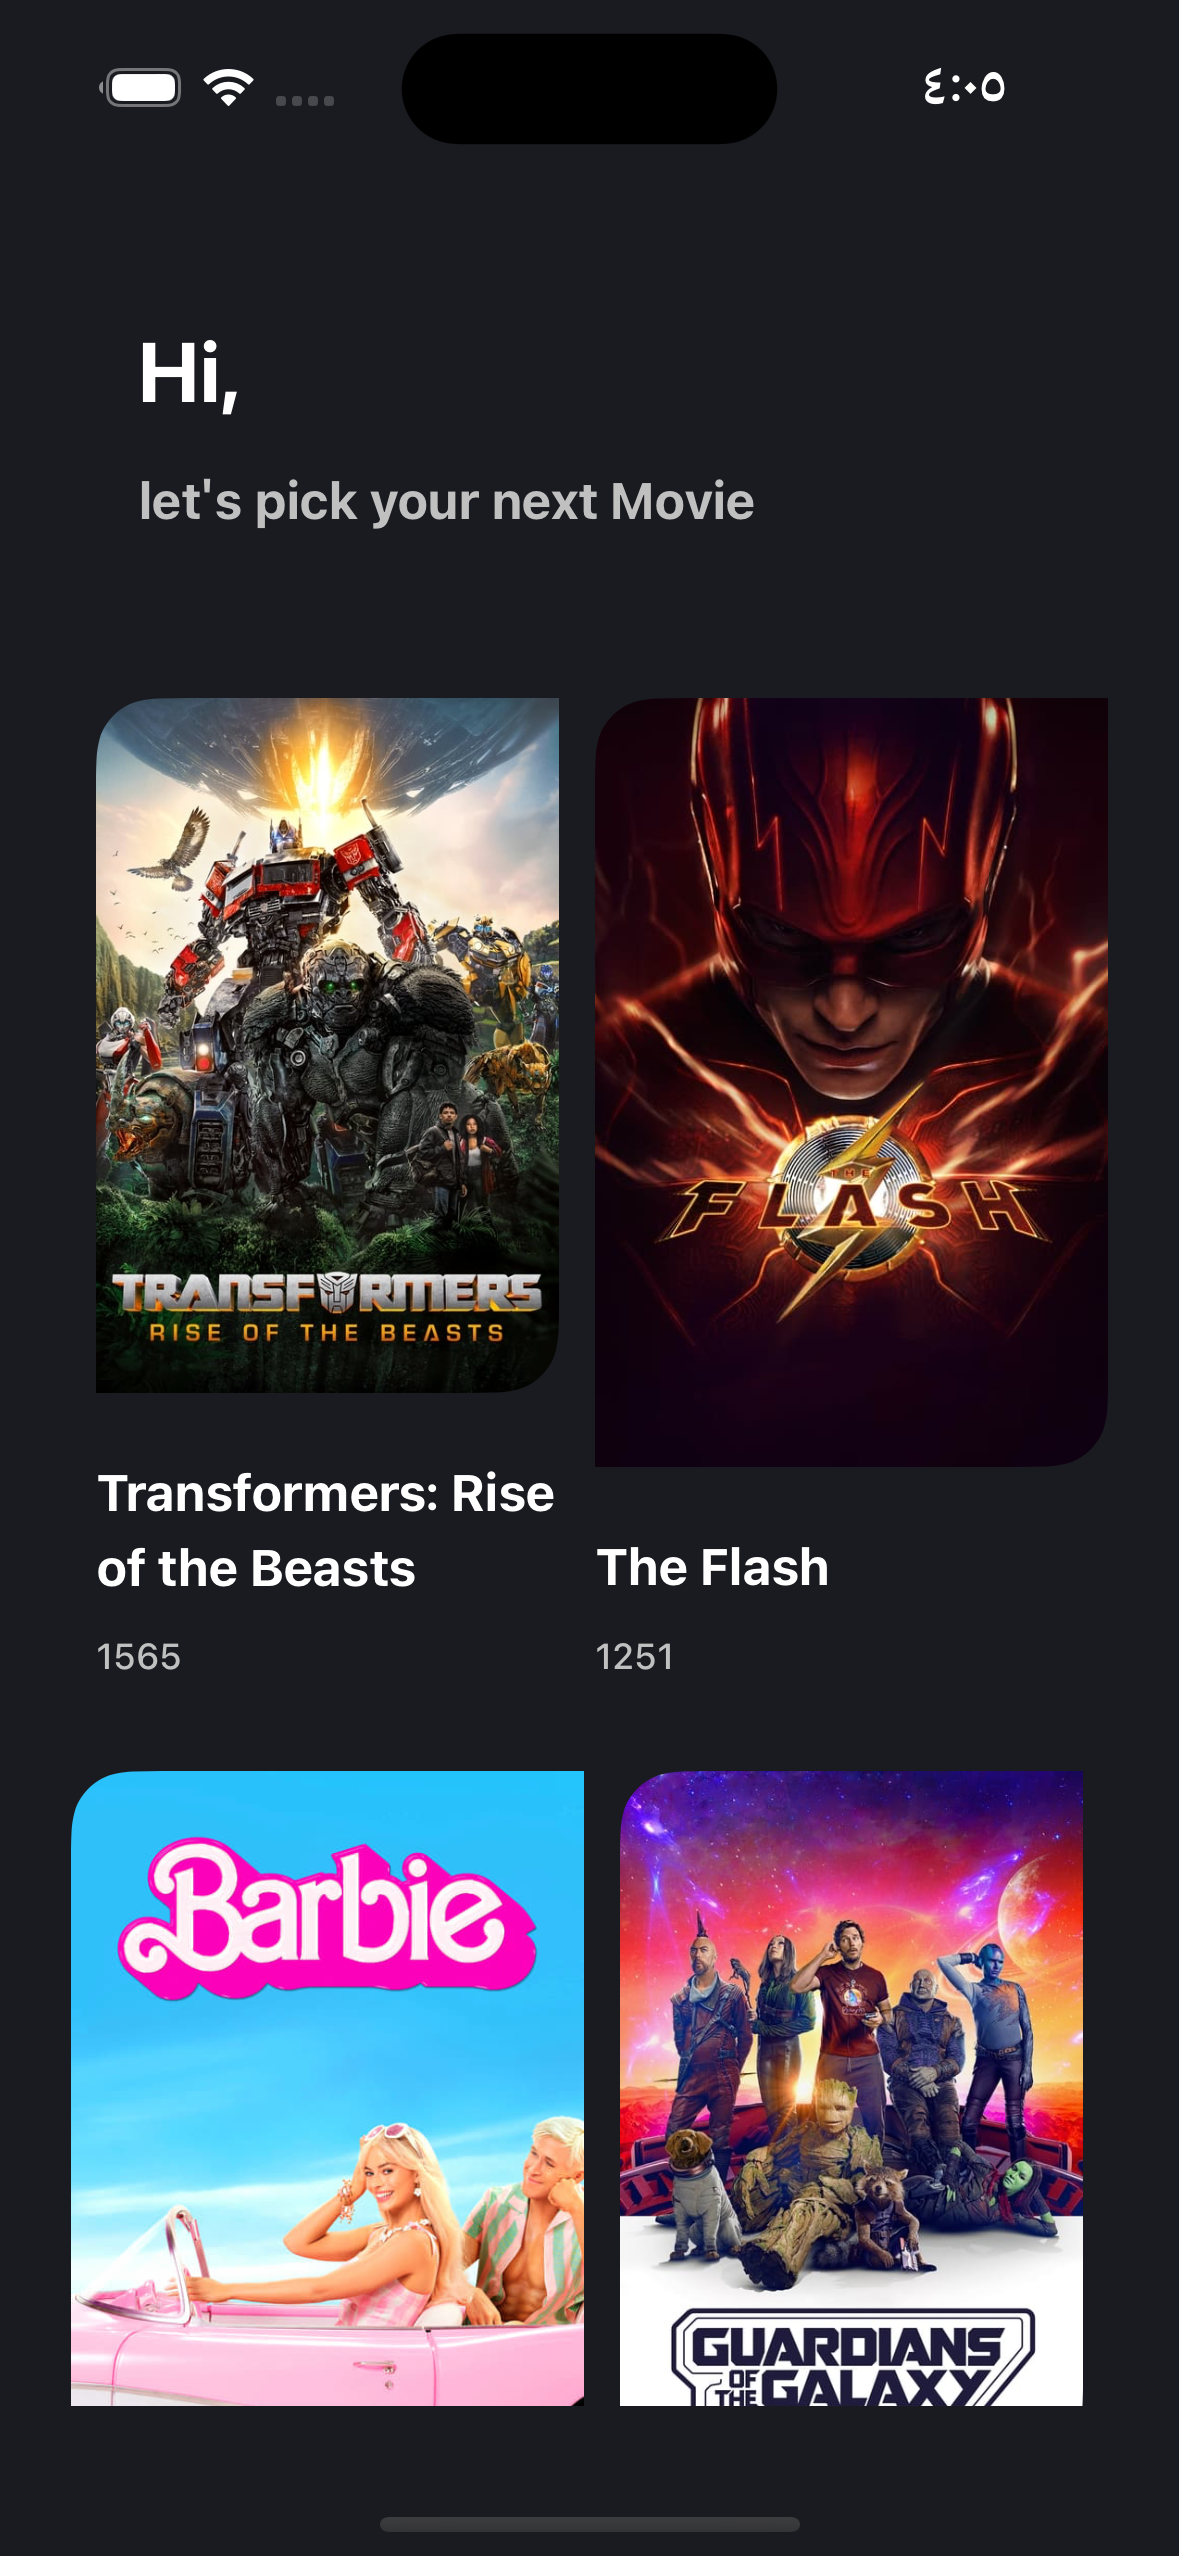 ٤:٠٥
Hi,
let's pick your next Movie
TRANSFORMERS
RISE OF THE BEASTS
THE
FLASH
Transformers: Rise
of the Beasts
1565
The Flash
1251
Barbie
GUARDIANS
OF THE GALAXY